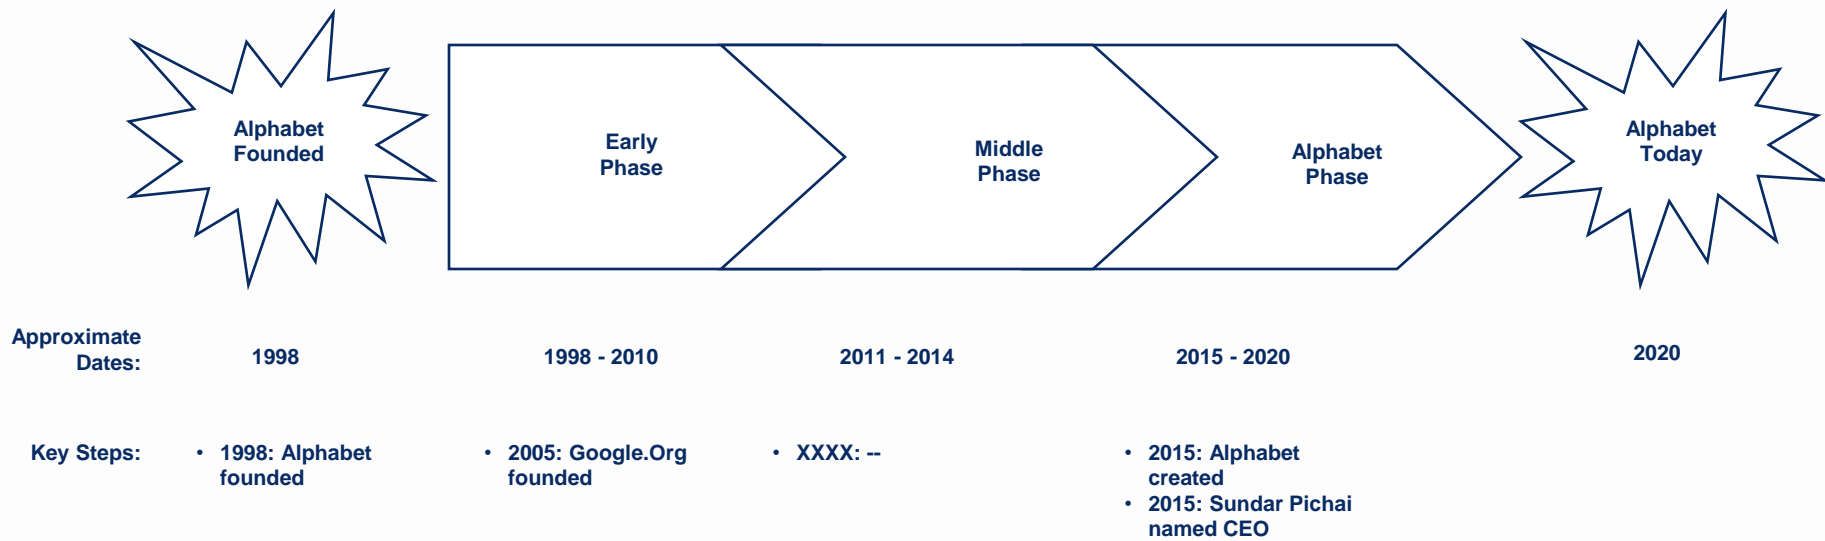 Alphabet
Founded
Early
Phase
Middle
Phase
Alphabet
Phase
Alphabet
Today
Approximate
Dates:
1998
1998 - 2010
2011 - 2014
2015 - 2020
2020
Key Steps:
• 1998: Alphabet
founded
• 2005: Google.Org
founded
• XXXX: --
• 2015: Alphabet
created
• 2015: Sundar Pichai
named CEO